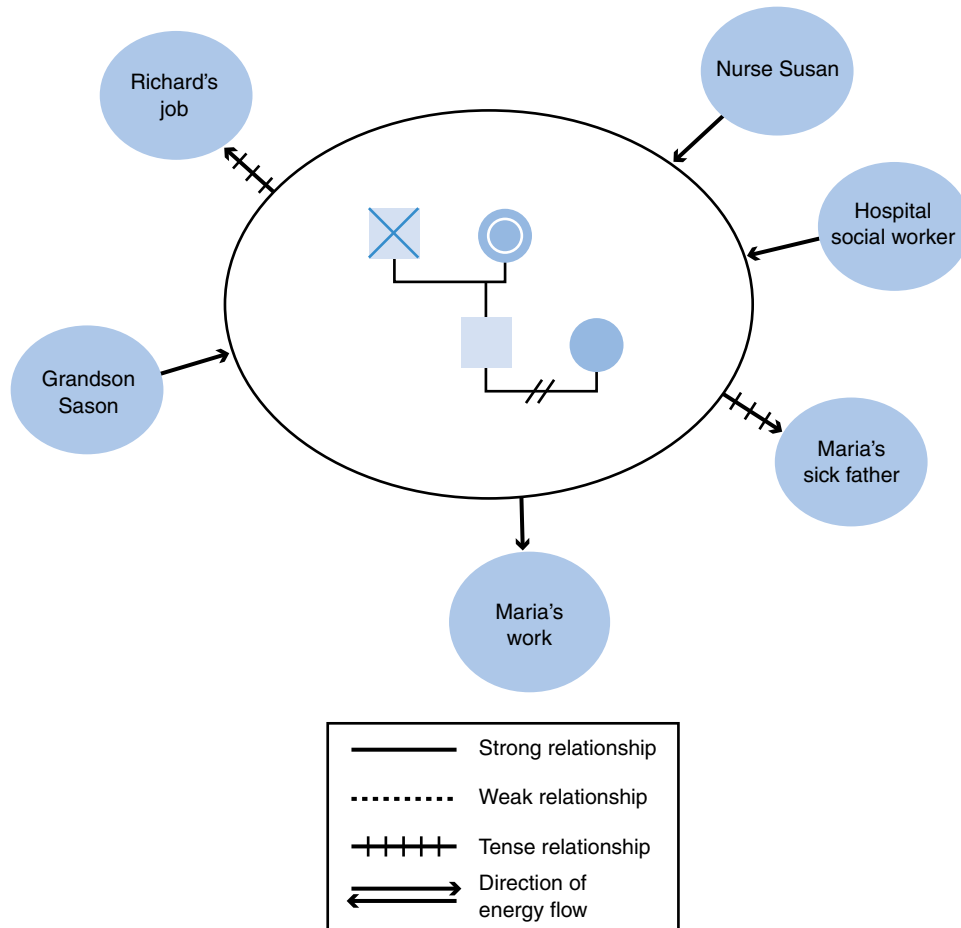 Richard's
job
Nurse Susan
Hospital
social worker
Grandson
Sason
Maria's
sick father
Maria's
work
Strong relationship
Weak relationship
Tense relationship
Direction of
energy flow